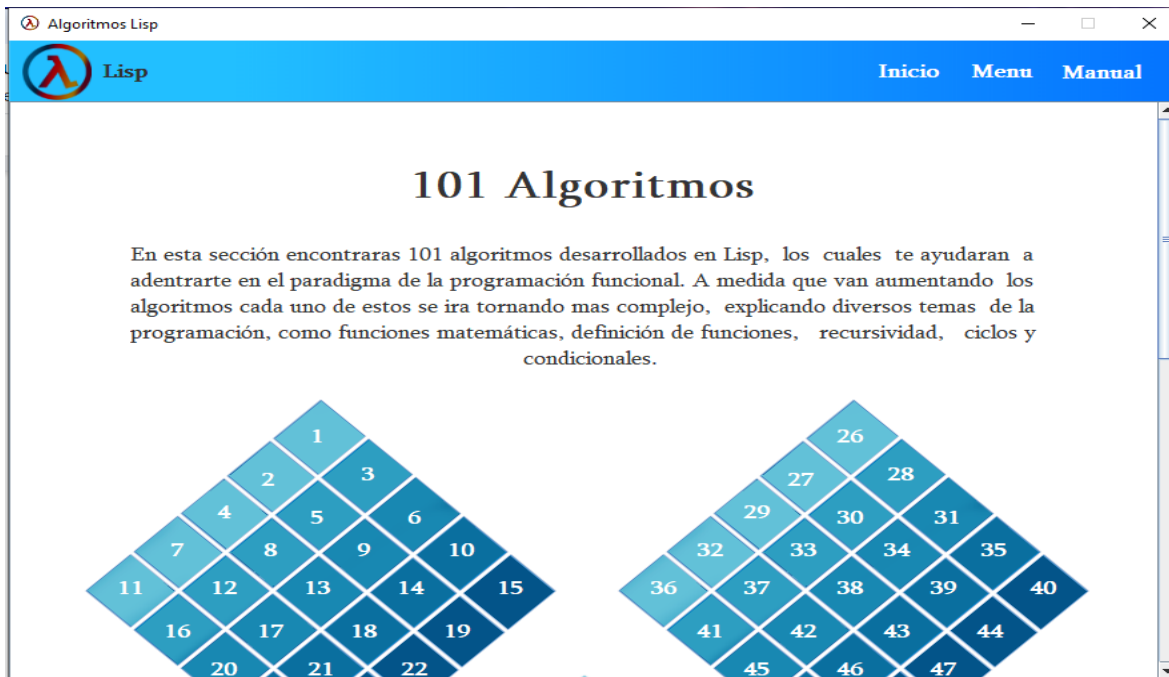 Algoritmos Lisp
Lisp
Inicio Menu Manual
101 Algoritmos
En esta sección encontraras 101 algoritmos desarrollados en Lisp, los cuales te ayudaran a
adentrarte en el paradigma de la programación funcional. A medida que van aumentando los
algoritmos cada uno de estos se ira tornando mas complejo, explicando diversos temas de la
programación, como funciones matemáticas, definición de funciones, recursividad, ciclos y
condicionales.
1
2 3
4 5 6
7 8 9 10
11 12 13 14 15
16 17 18 19
20 21 22
26
27 28
29 30 31
32 33 34 35
36 37 38 39 40
41 42 43 44
45 46 47